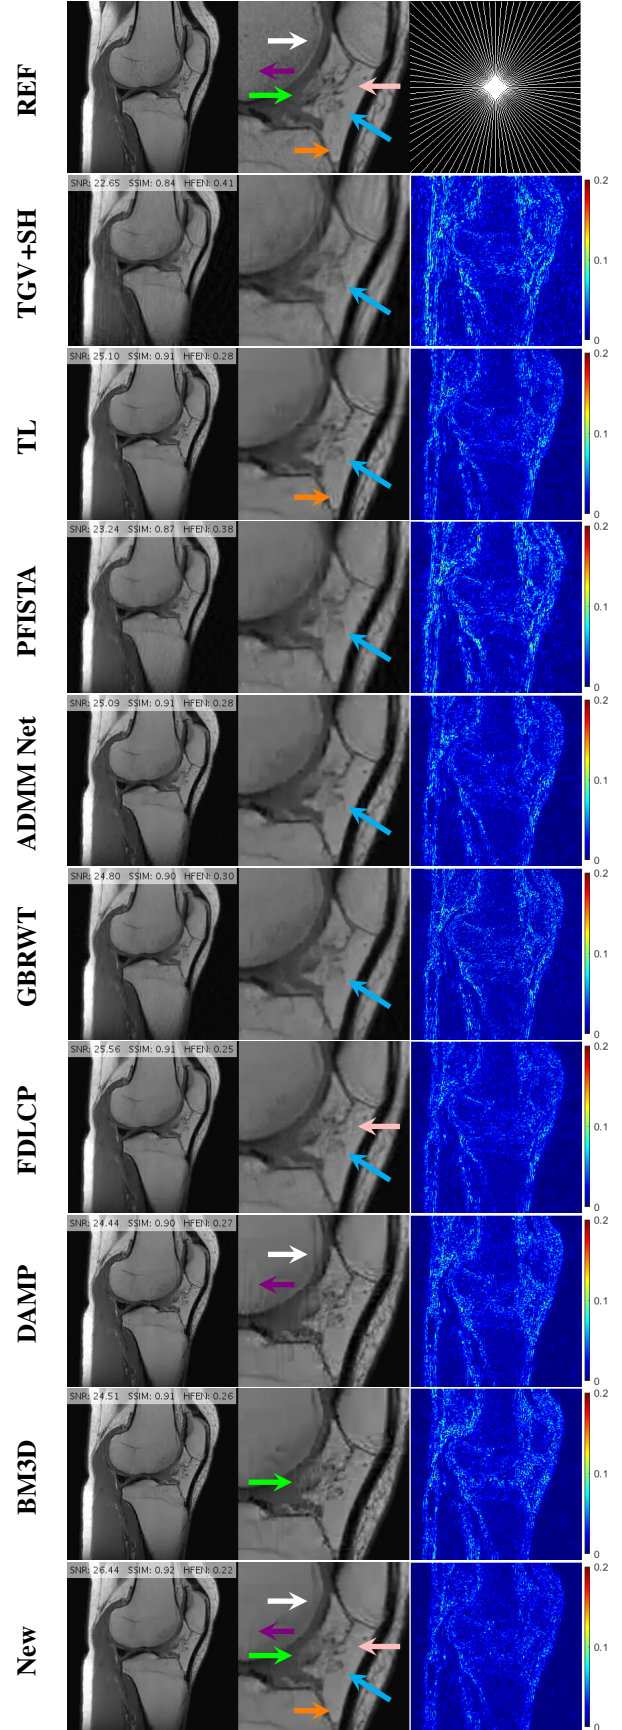 REF
TGV+SH
SNR: 22.65 SSIM: 0.84 HFEN: 0.41
0.2
0.1
0
TL
SNR: 25.10 SSIM: 0.91 HFEN: 0.28
0.2
0.1
0
PFISTA
SNR: 23.24 SSIM: 0.87 HFEN: 0.38
0.2
0.1
0
ADMM Net
SNR: 25.09 SSIM: 0.91 HFEN: 0.28
0.2
0.1
0
GBRWT
SNR: 24.80 SSIM: 0.90 HFEN: 0.30
0.2
0.1
0
FDLCP
SNR: 25.56 SSIM: 0.91 HFEN: 0.25
0.2
0.1
0
DAMP
SNR: 24.44 SSIM: 0.90 HFEN: 0.27
0.2
0.1
0
BM3D
SNR: 24.51 SSIM: 0.91 HFEN: 0.26
0.2
0.1
0
New
SNR: 26.44 SSIM: 0.92 HFEN: 0.22
0.2
0.1
0